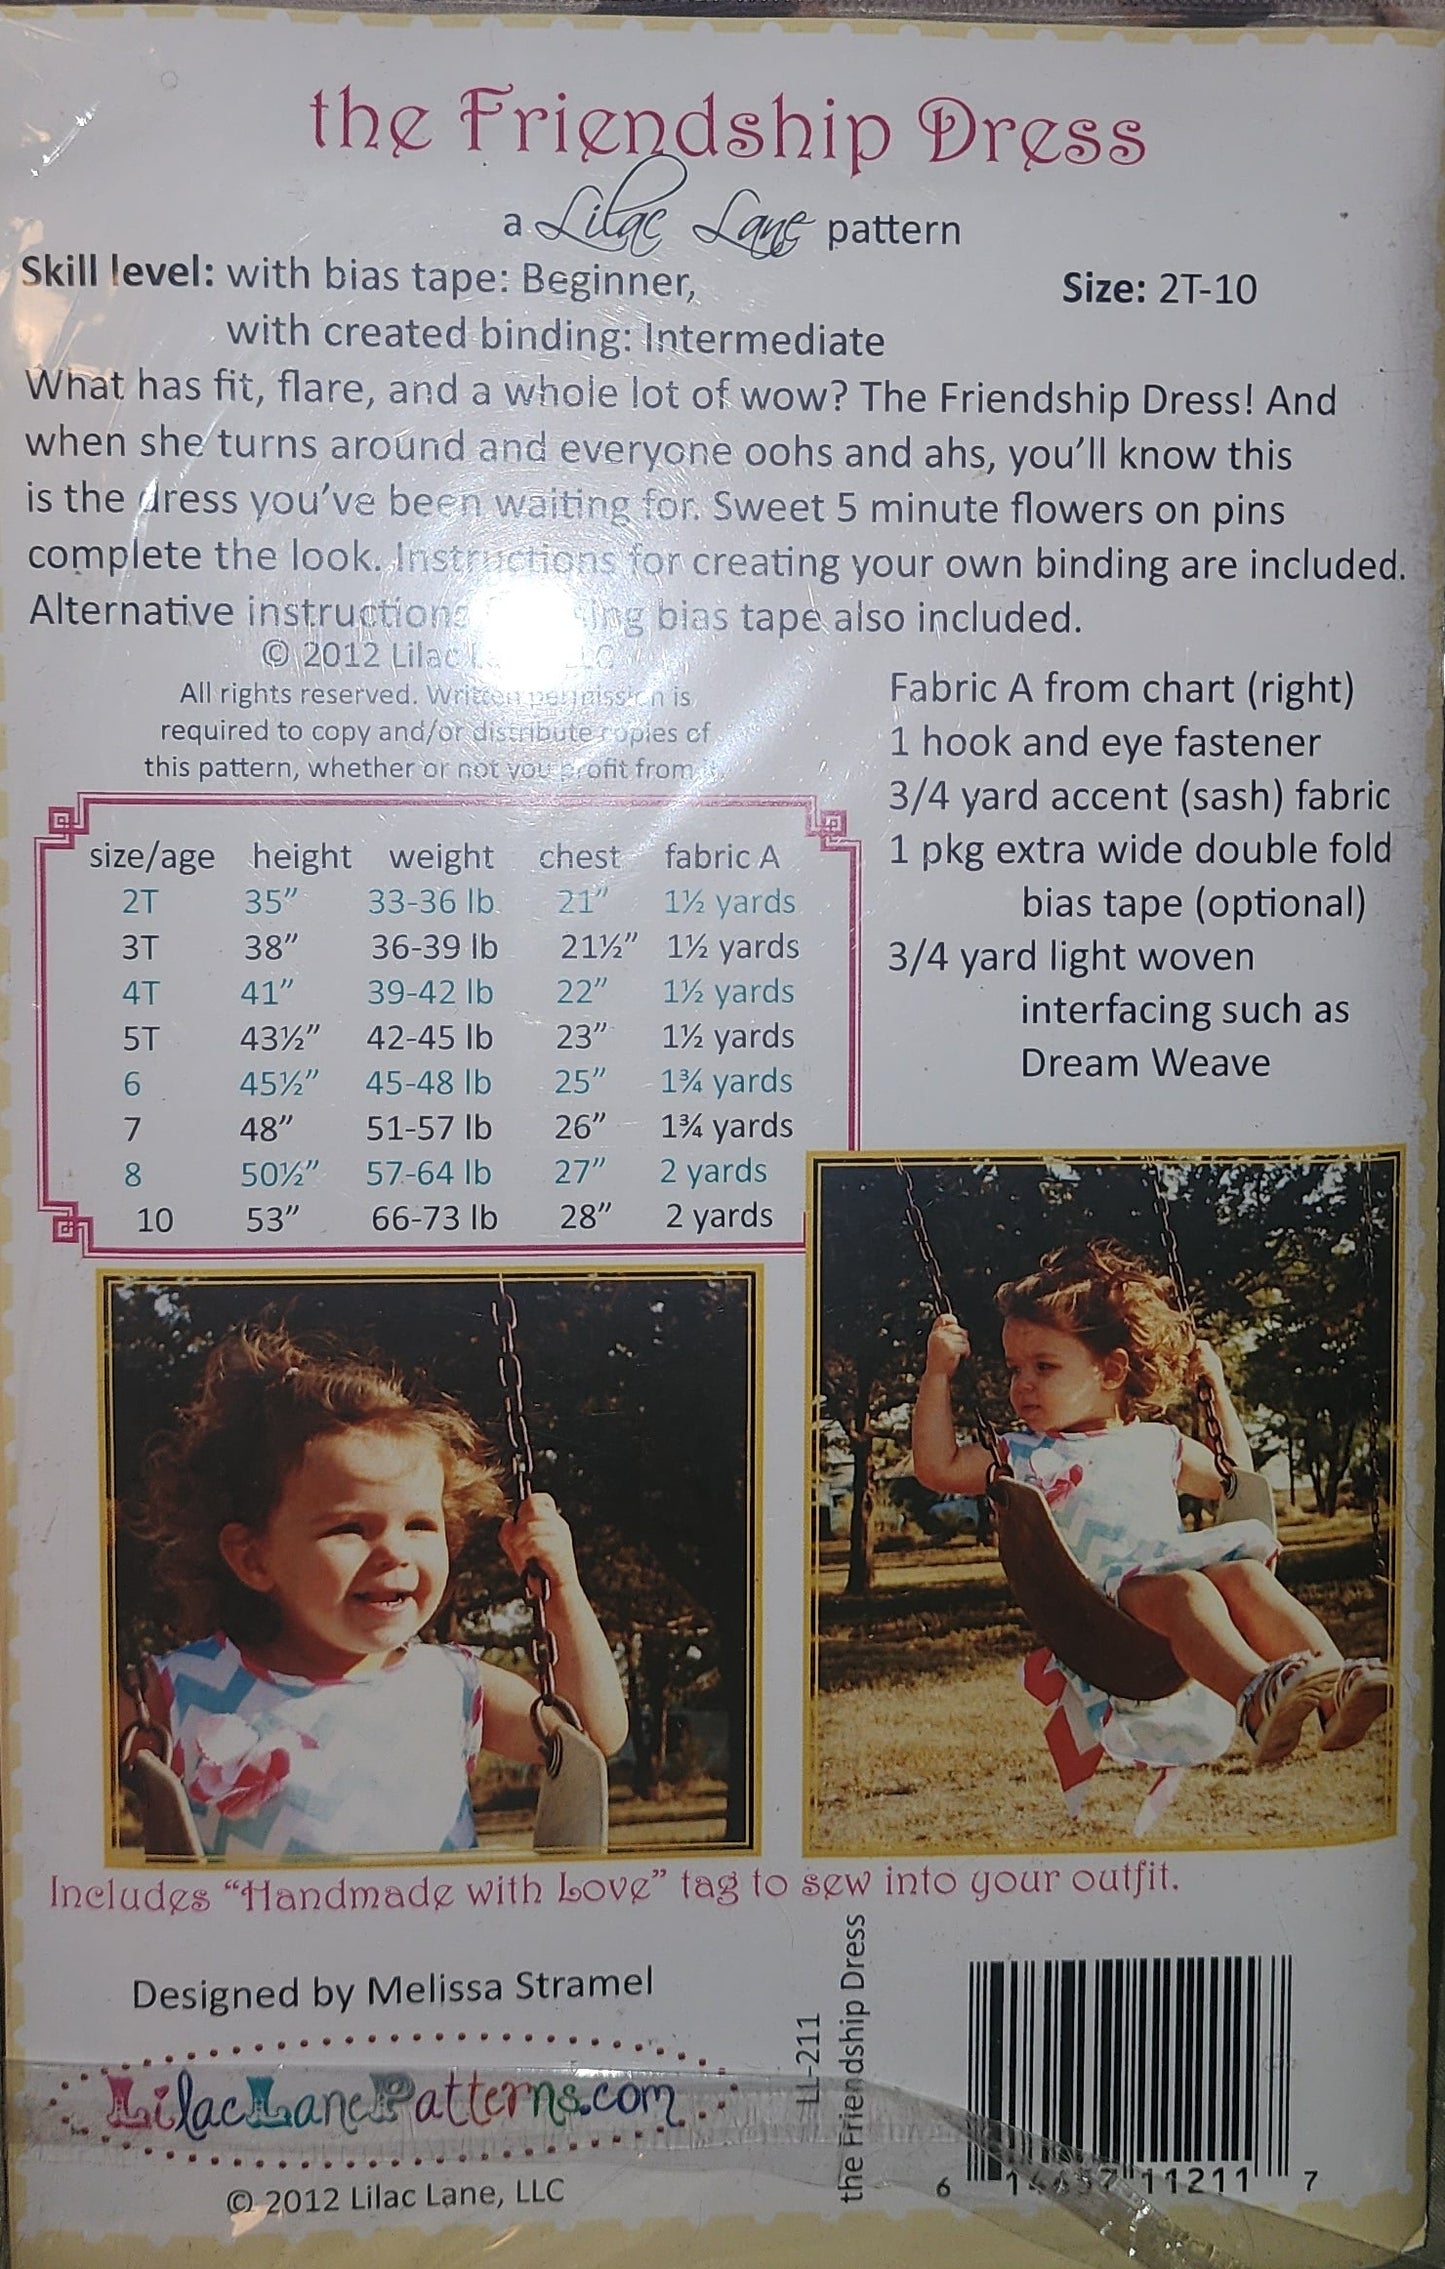 the Friendship Dress
a Lilac Lane pattern
Skill level: with bias tape: Beginner,
with created binding: Intermediate
Size: 2T-10
What has fit, flare, and a whole lot of wow? The Friendship Dress! And
when she turns around and everyone oohs and ahs, you'll know this
is the dress you've been waiting for. Sweet 5 minute flowers on pins
complete the look. Instructions for creating your own binding are included.
Alternative instructions bias tape also included.
© 2012 Lilac
All rights reserved. Written permission is
required to copy and/or distribute copies of
this pattern, whether or not you profit from
size/age height weight chest fabric A
2T 35" 33-36 lb 21" 1½ yards
3T 38" 36-39 lb 21½" 1½ yards
4T 41" 39-42 lb 22" 1½ yards
5T 43½" 42-45 lb 23" 1½ yards
6 45½" 45-48 lb 25" 1¾ yards
7 48" 51-57 lb 26" 1¾ yards
8 50½" 57-64 lb 27" 2 yards
10 53" 66-73 lb 28" 2 yards
Fabric A from chart (right)
1 hook and eye fastener
3/4 yard accent (sash) fabric
1 pkg extra wide double fold
bias tape (optional)
3/4 yard light woven
interfacing such as
Dream Weave
Includes "Handmade with Love" tag to sew into your outfit.
Designed by Melissa Stramel
LilacLanePatterns.com
© 2012 Lilac Lane, LLC
LL-211
the Friendship Dress
6 14657 11211 7